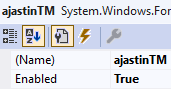 ajastinTM System.Windows.For
(Name) ajastinTM
Enabled True